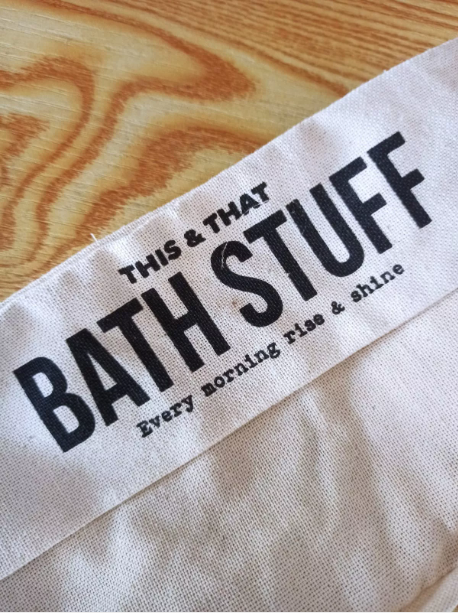 THIS & THAT
BATH STUFF
Every morning rise & shine